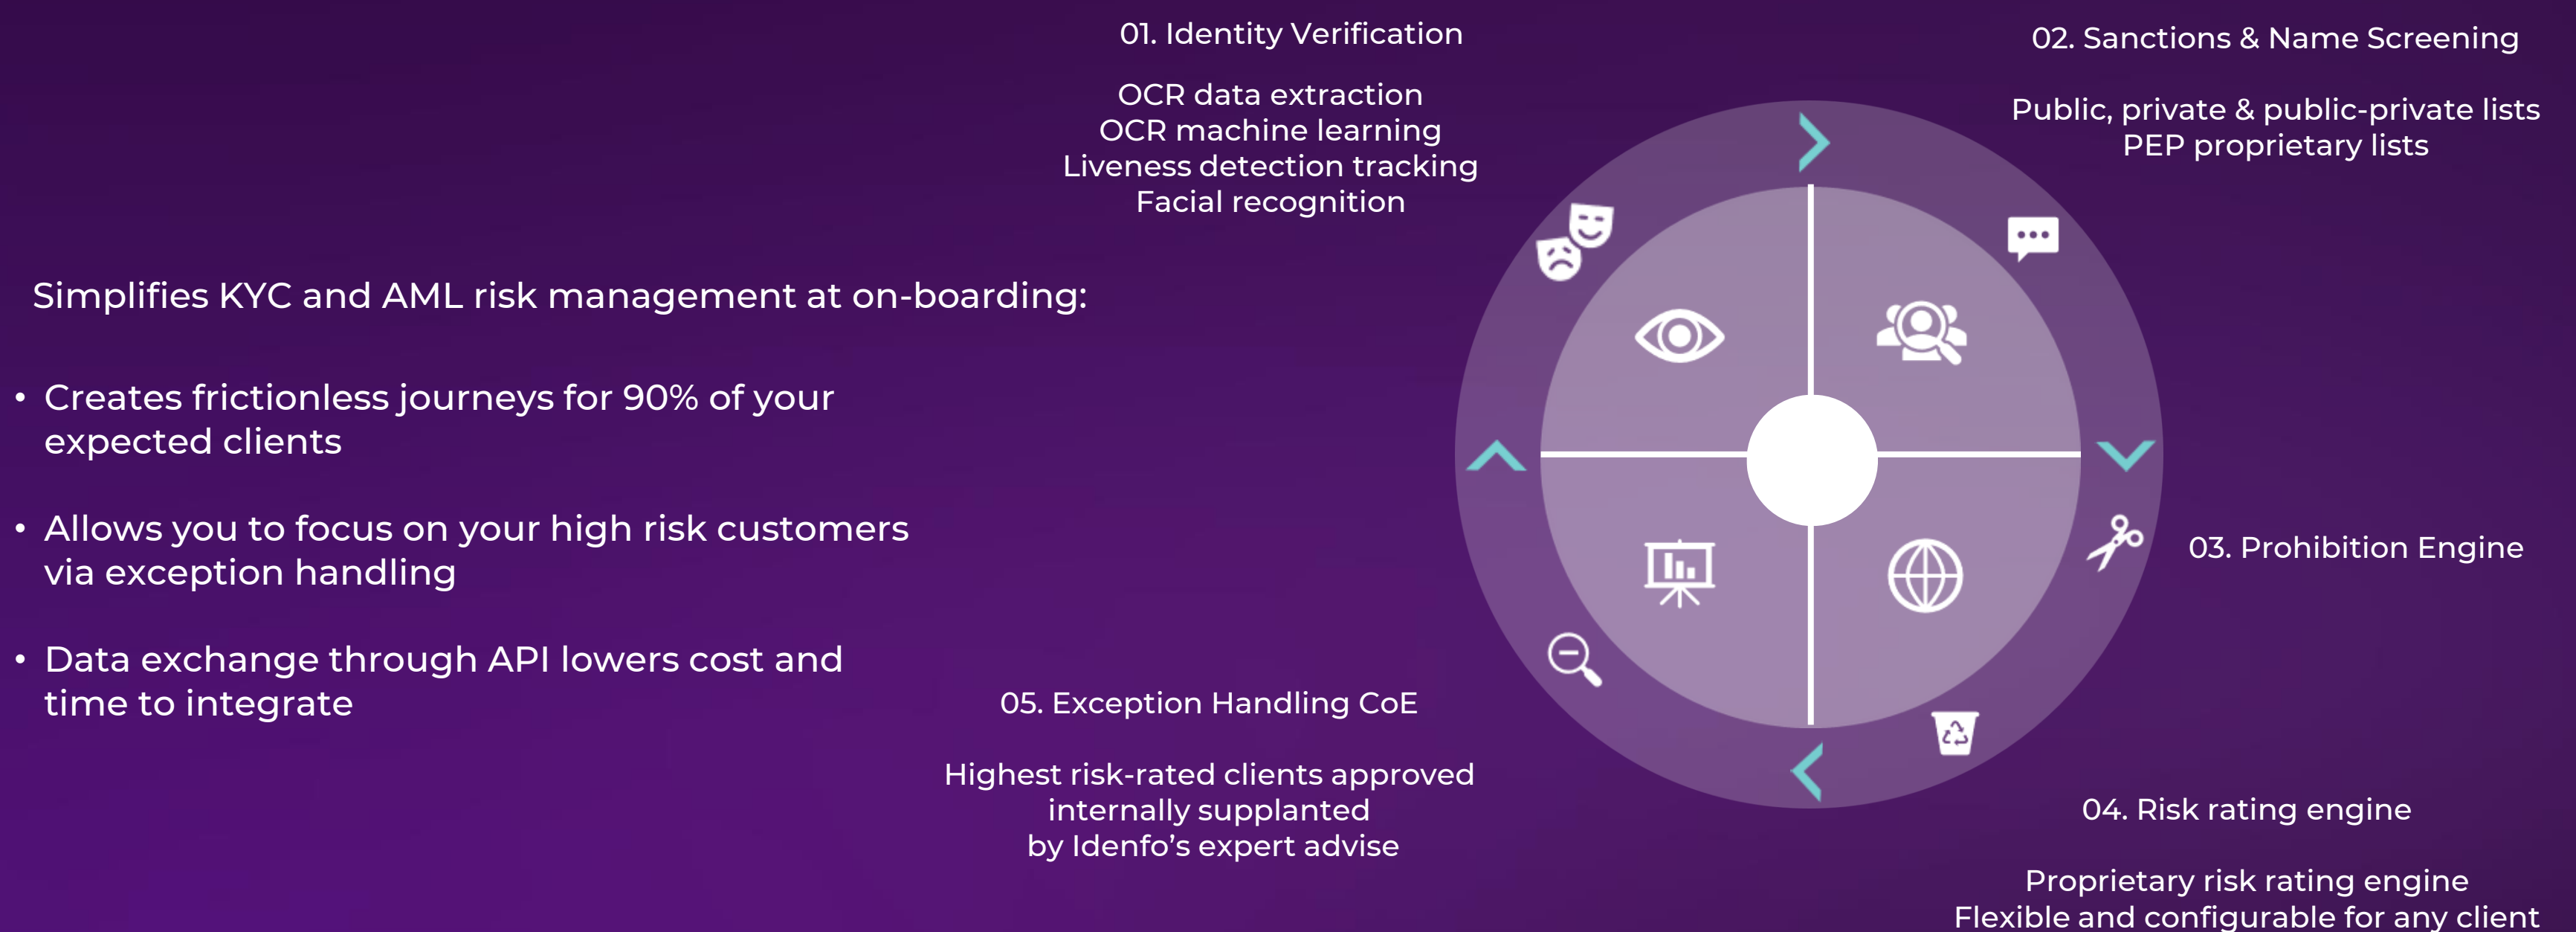 Simplifies KYC and AML risk management at on-boarding:
• Creates frictionless journeys for 90% of your
expected clients
• Allows you to focus on your high risk customers
via exception handling
• Data exchange through API lowers cost and
time to integrate
01. Identity Verification
OCR data extraction
OCR machine learning
Liveness detection tracking
Facial recognition
02. Sanctions & Name Screening
Public, private & public-private lists
PEP proprietary lists
03. Prohibition Engine
04. Risk rating engine
Proprietary risk rating engine
Flexible and configurable for any client
05. Exception Handling CoE
Highest risk-rated clients approved
internally supplanted
by Idenfo’s expert advise